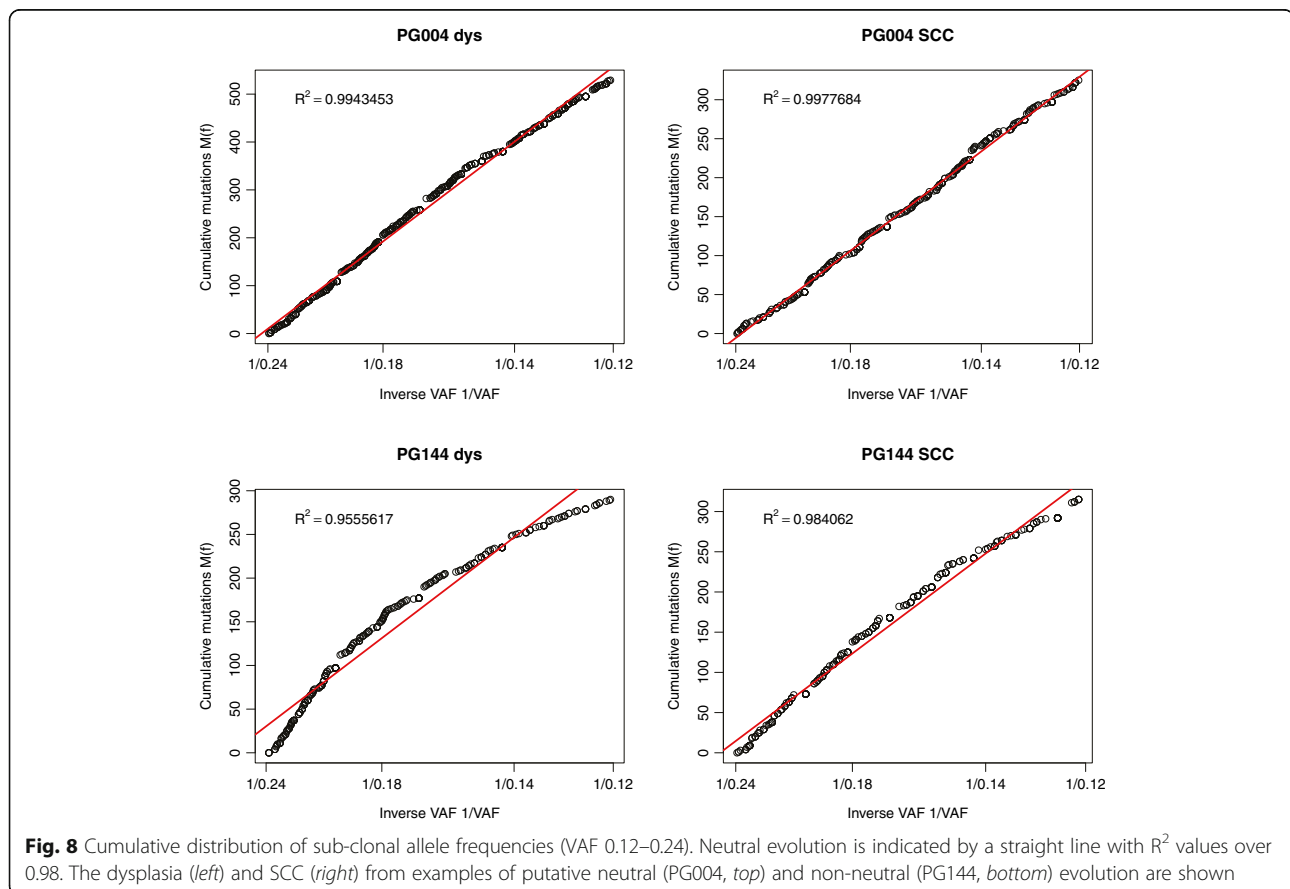 PG004 dys
R² = 0.9943453
Cumulative mutations M(f)
0 100 200 300 400 500
1/0.24 1/0.18 1/0.14 1/0.12
Inverse VAF 1/VAF
PG004 SCC
R² = 0.9977684
Cumulative mutations M(f)
0 50 100 150 200 250 300
1/0.24 1/0.18 1/0.14 1/0.12
Inverse VAF 1/VAF
PG144 dys
R² = 0.9555617
Cumulative mutations M(f)
0 50 100 150 200 250 300
1/0.24 1/0.18 1/0.14 1/0.12
Inverse VAF 1/VAF
PG144 SCC
R² = 0.984062
Cumulative mutations M(f)
0 50 100 150 200 250 300
1/0.24 1/0.18 1/0.14 1/0.12
Inverse VAF 1/VAF
Fig. 8 Cumulative distribution of sub-clonal allele frequencies (VAF 0.12–0.24). Neutral evolution is indicated by a straight line with R² values over
0.98. The dysplasia (left) and SCC (right) from examples of putative neutral (PG004, top) and non-neutral (PG144, bottom) evolution are shown